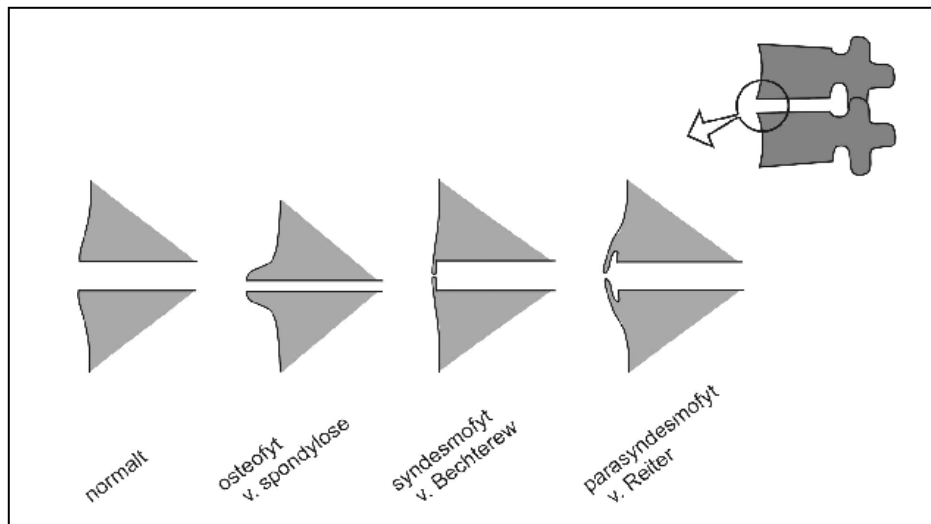 normalt
osteofyt
v. spondylose
syndesmofyt
v. Bechterew
parasyndesmofyt
v. Reiter